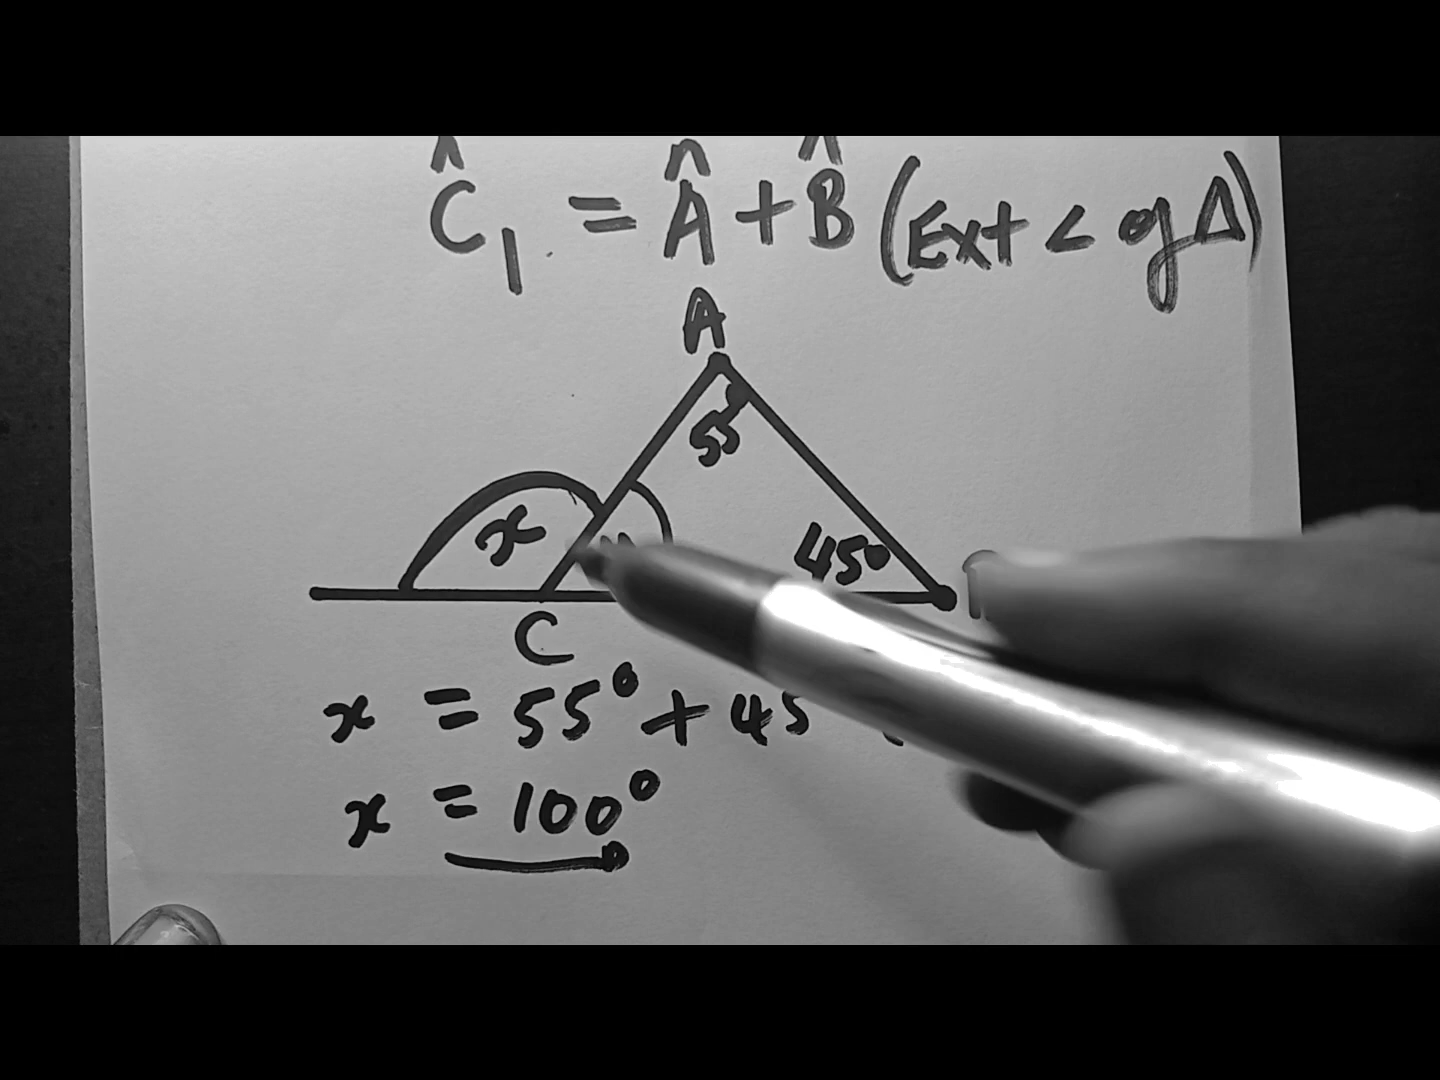 Ĉ₁ = Â + B̂ (Ext < of Δ)
A
55
x
45°
C
x = 55° + 45
x = 100°